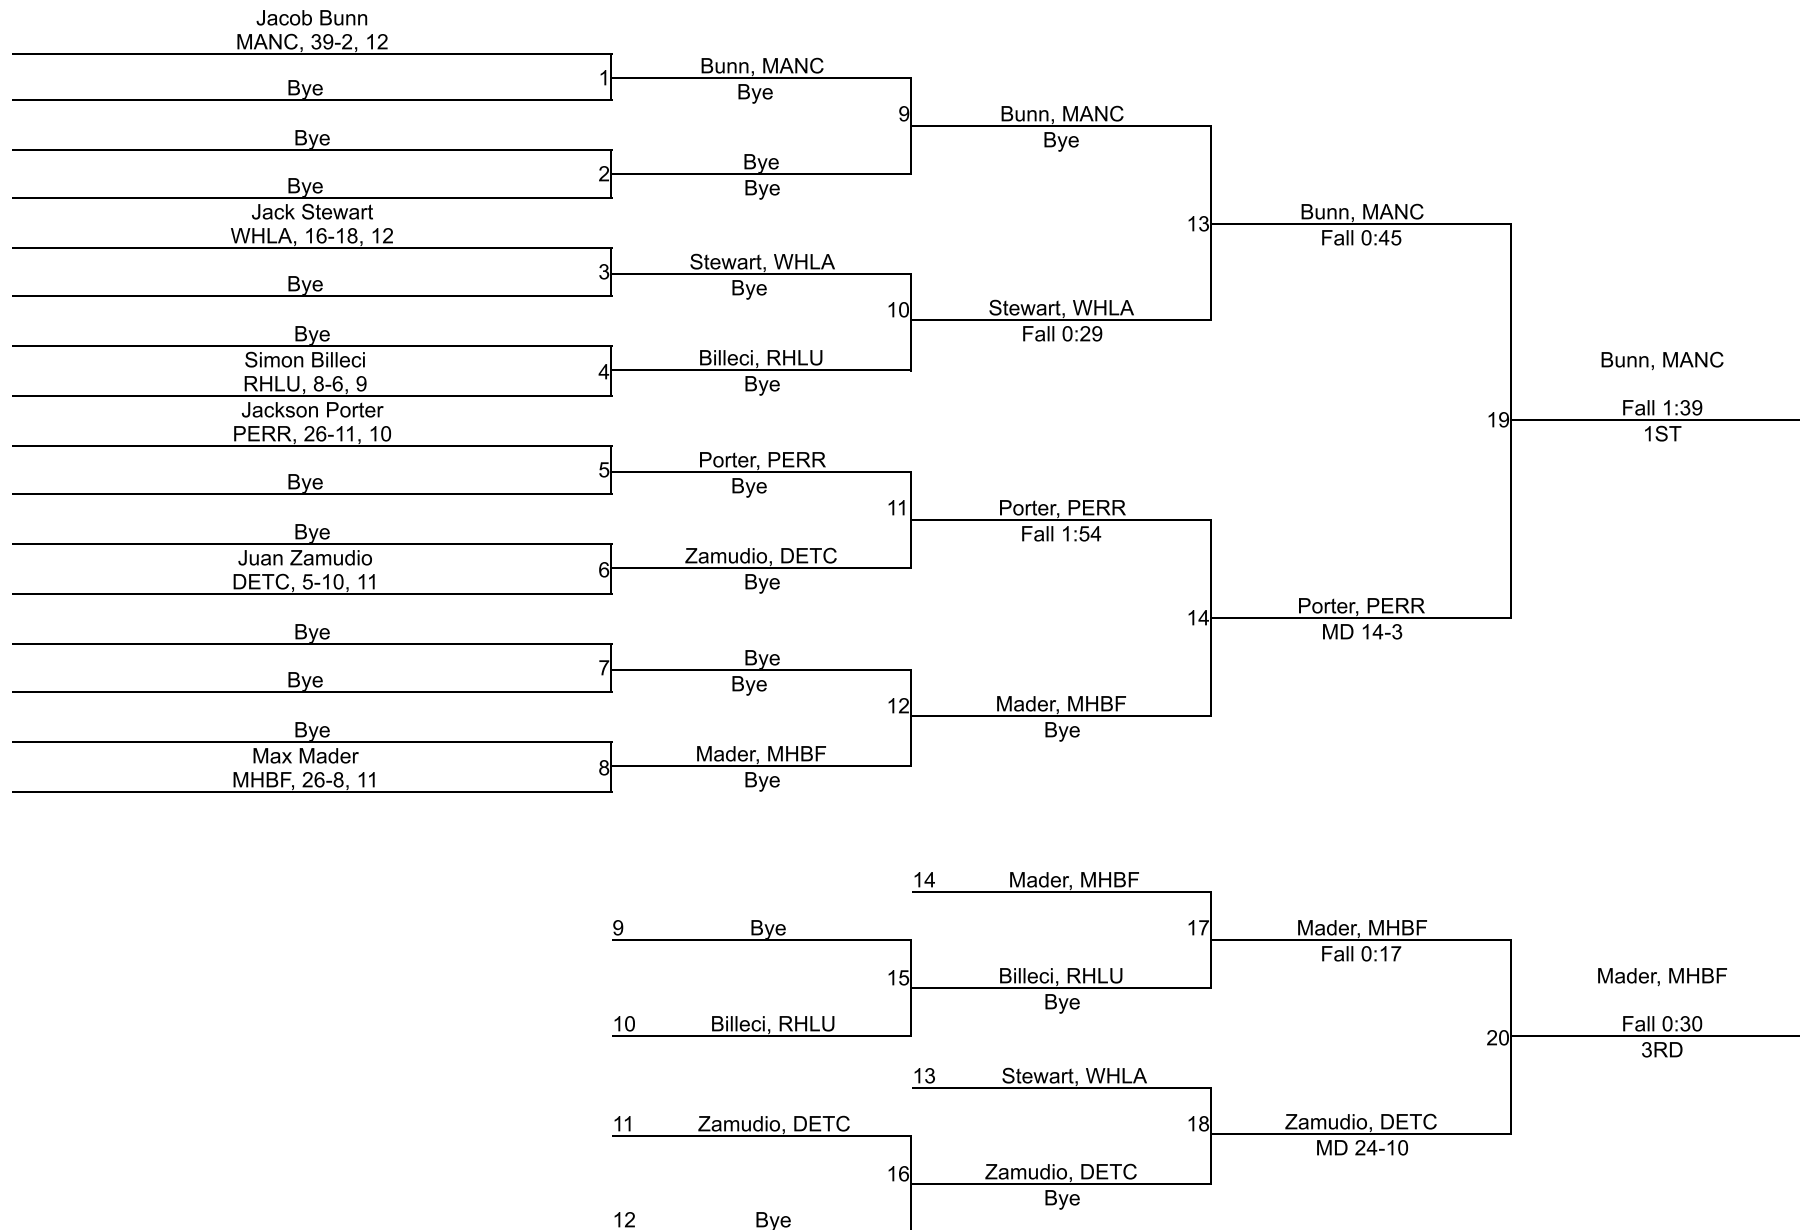 Jacob Bunn
MANC, 39-2, 12
Bye
1
Bye
Bye
2
Jack Stewart
WHLA, 16-18, 12
Bye
3
Bye
Simon Billeci
RHLU, 8-6, 9
4
Jackson Porter
PERR, 26-11, 10
Bye
5
Bye
Juan Zamudio
DETC, 5-10, 11
6
Bye
Bye
7
Bye
Max Mader
MHBF, 26-8, 11
8
Bunn, MANC
Bye
9
Bye
Bye
Stewart, WHLA
Bye
10
Billeci, RHLU
Bye
Porter, PERR
Bye
11
Zamudio, DETC
Bye
Bye
Bye
12
Mader, MHBF
Bye
Bunn, MANC
Bye
13
Stewart, WHLA
Fall 0:29
Porter, PERR
Fall 1:54
14
Mader, MHBF
Bye
Bunn, MANC
Fall 0:45
19
Porter, PERR
MD 14-3
Bunn, MANC
Fall 1:39
1ST
9
Bye
15
10
Billeci, RHLU
11
Zamudio, DETC
16
12
Bye
14
Mader, MHBF
17
Billeci, RHLU
Bye
13
Stewart, WHLA
18
Zamudio, DETC
Bye
Mader, MHBF
Fall 0:17
20
Zamudio, DETC
MD 24-10
Mader, MHBF
Fall 0:30
3RD